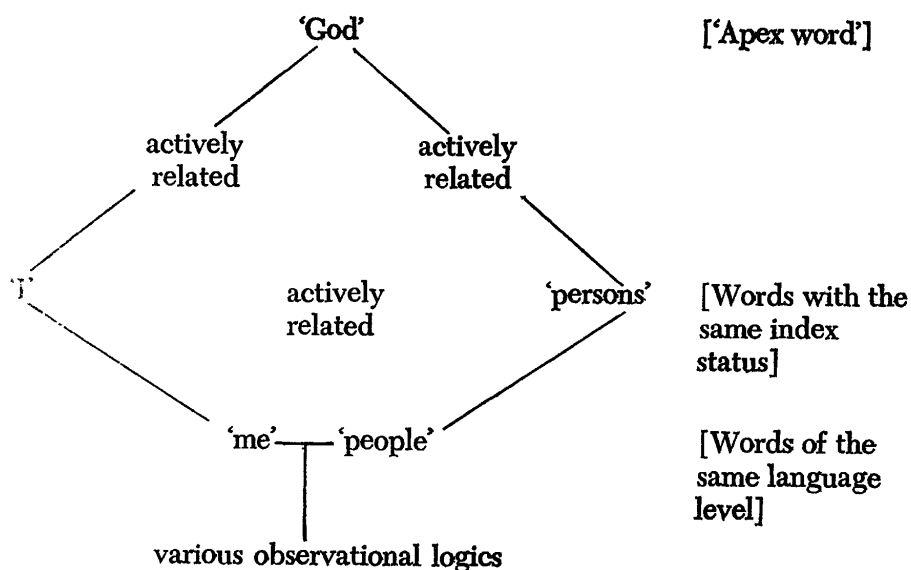 ‘God’ [‘Apex word’]
actively actively
related related
‘I’ actively ‘persons’ [Words with the
related same index
status]
‘me’ ‘people’ [Words of the
same language
level]
various observational logics